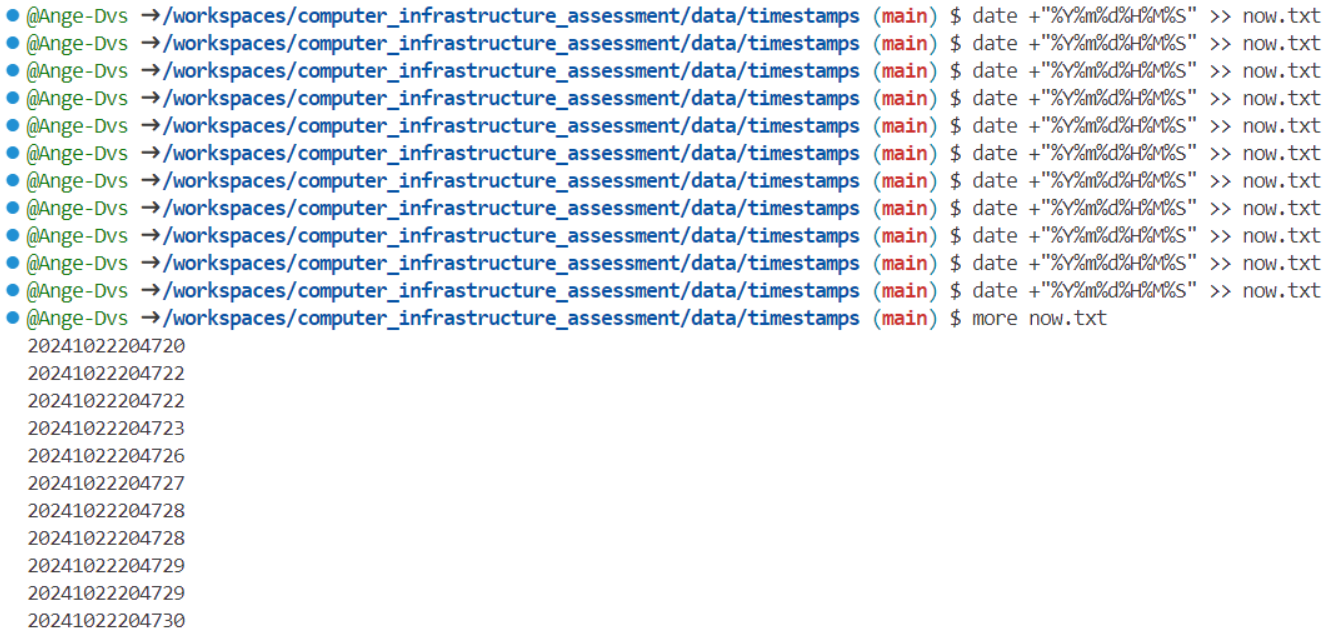 @Ange-Dvs ➜/workspaces/computer_infrastructure_assessment/data/timestamps (main) $ date +"%Y%m%d%H%M%S" >> now.txt
@Ange-Dvs ➜/workspaces/computer_infrastructure_assessment/data/timestamps (main) $ date +"%Y%m%d%H%M%S" >> now.txt
@Ange-Dvs ➜/workspaces/computer_infrastructure_assessment/data/timestamps (main) $ date +"%Y%m%d%H%M%S" >> now.txt
@Ange-Dvs ➜/workspaces/computer_infrastructure_assessment/data/timestamps (main) $ date +"%Y%m%d%H%M%S" >> now.txt
@Ange-Dvs ➜/workspaces/computer_infrastructure_assessment/data/timestamps (main) $ date +"%Y%m%d%H%M%S" >> now.txt
@Ange-Dvs ➜/workspaces/computer_infrastructure_assessment/data/timestamps (main) $ date +"%Y%m%d%H%M%S" >> now.txt
@Ange-Dvs ➜/workspaces/computer_infrastructure_assessment/data/timestamps (main) $ date +"%Y%m%d%H%M%S" >> now.txt
@Ange-Dvs ➜/workspaces/computer_infrastructure_assessment/data/timestamps (main) $ date +"%Y%m%d%H%M%S" >> now.txt
@Ange-Dvs ➜/workspaces/computer_infrastructure_assessment/data/timestamps (main) $ date +"%Y%m%d%H%M%S" >> now.txt
@Ange-Dvs ➜/workspaces/computer_infrastructure_assessment/data/timestamps (main) $ date +"%Y%m%d%H%M%S" >> now.txt
@Ange-Dvs ➜/workspaces/computer_infrastructure_assessment/data/timestamps (main) $ date +"%Y%m%d%H%M%S" >> now.txt
@Ange-Dvs ➜/workspaces/computer_infrastructure_assessment/data/timestamps (main) $ more now.txt
20241022204720
20241022204722
20241022204722
20241022204723
20241022204726
20241022204727
20241022204728
20241022204728
20241022204729
20241022204729
20241022204730